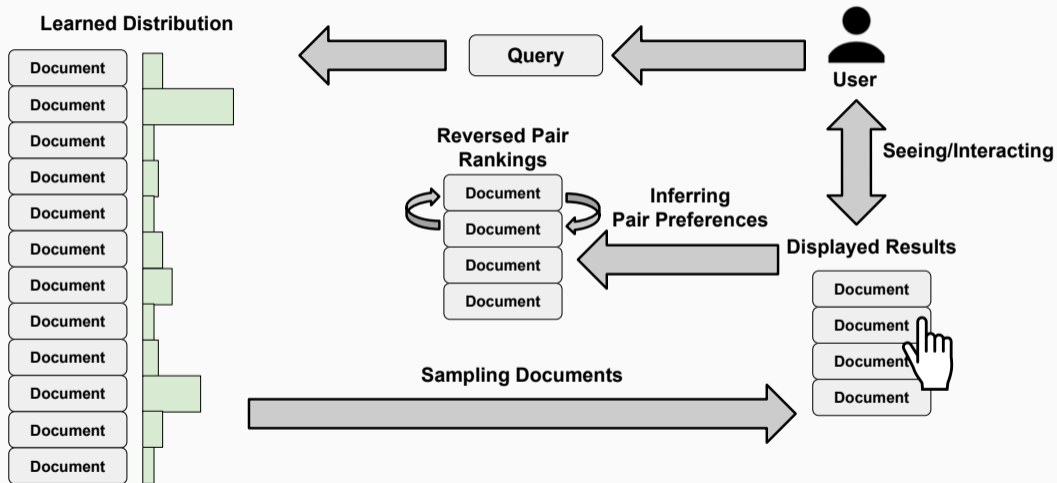 Learned Distribution
Document
Document
Document
Document
Document
Document
Document
Document
Document
Document
Document
Document
Query
User
Seeing/Interacting
Reversed Pair
Rankings
Document
Document
Document
Document
Inferring
Pair Preferences
Displayed Results
Document
Document
Document
Document
Sampling Documents